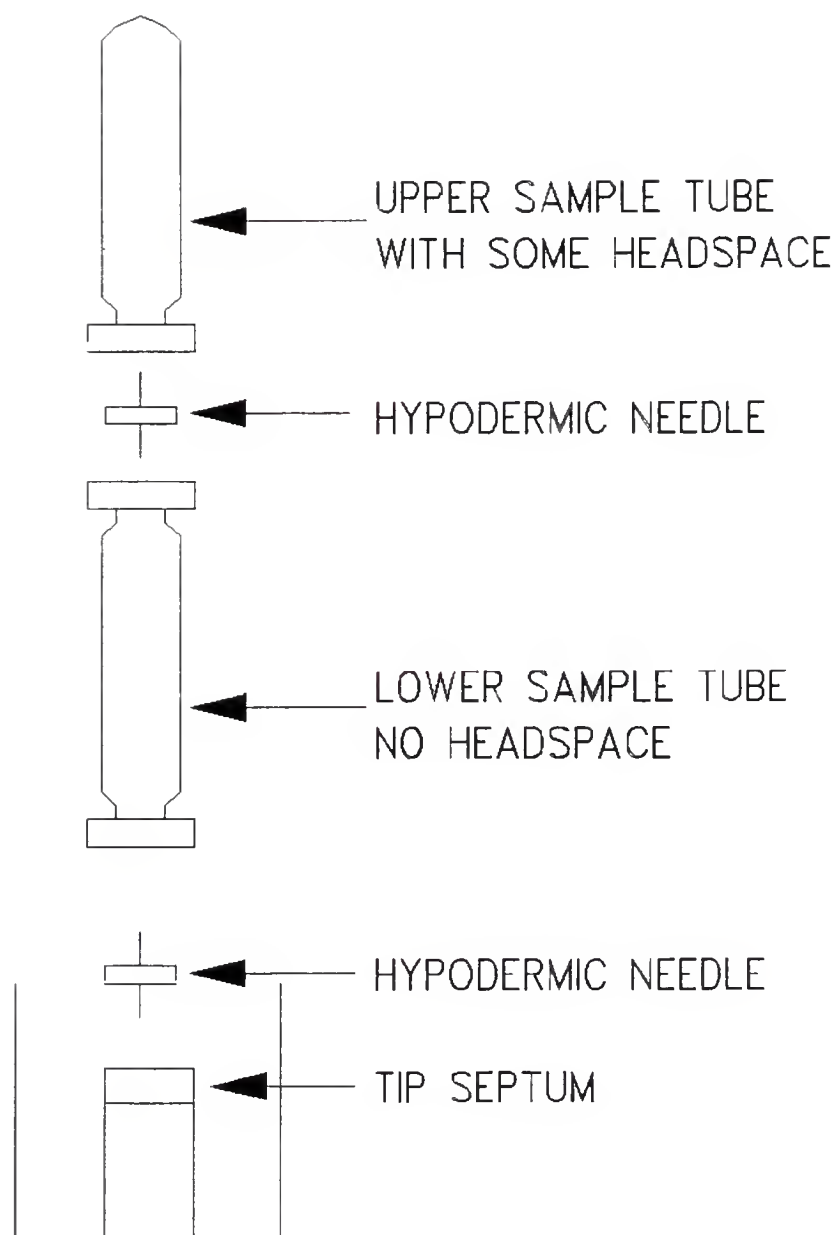 UPPER SAMPLE TUBE
WITH SOME HEADSPACE
HYPODERMIC NEEDLE
LOWER SAMPLE TUBE
NO HEADSPACE
HYPODERMIC NEEDLE
TIP SEPTUM